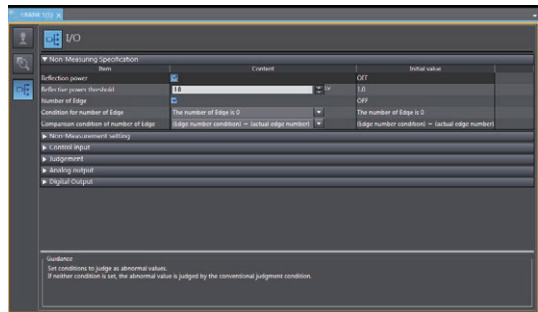 I/O
▼ Non-Measuring Specification
Item Content Initial value
Reflection power OFF
Reflective power threshold 1.0 1.0
Number of Edge OFF
Condition for number of Edge The number of Edge is 0 The number of Edge is 0
Comparison condition of number of Edge (Edge number condition) = (actual edge number) (Edge number condition) = (actual edge number)
▶ Non-Measurement setting
▶ Control input
▶ Judgement
▶ Analog output
▶ Digital Output
Guidance
Set conditions to judge as abnormal values.
If neither condition is set, the abnormal value is judged by the conventional judgment condition.